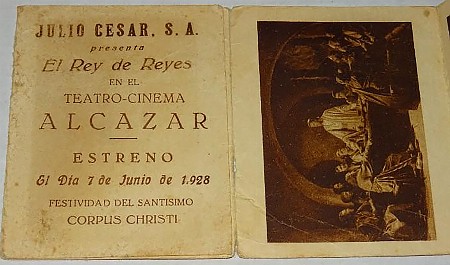 JULIO CESAR, S. A.
presenta
El Rey de Reyes
EN EL
TEATRO-CINEMA
ALCAZAR
ESTRENO
El Día 7 de Junio de 1.928
FESTIVIDAD DEL SANTISIMO
CORPUS CHRISTI